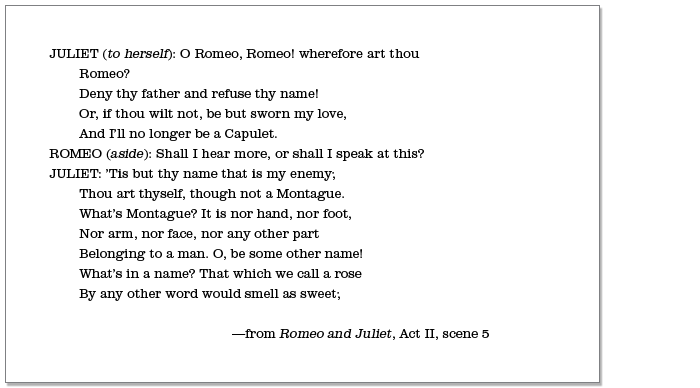 JULIET (to herself): O Romeo, Romeo! wherefore art thou
Romeo?
Deny thy father and refuse thy name!
Or, if thou wilt not, be but sworn my love,
And I'll no longer be a Capulet.
ROMEO (aside): Shall I hear more, or shall I speak at this?
JULIET: 'Tis but thy name that is my enemy;
Thou art thyself, though not a Montague.
What's Montague? It is nor hand, nor foot,
Nor arm, nor face, nor any other part
Belonging to a man. O, be some other name!
What's in a name? That which we call a rose
By any other word would smell as sweet;
—from Romeo and Juliet, Act II, scene 5